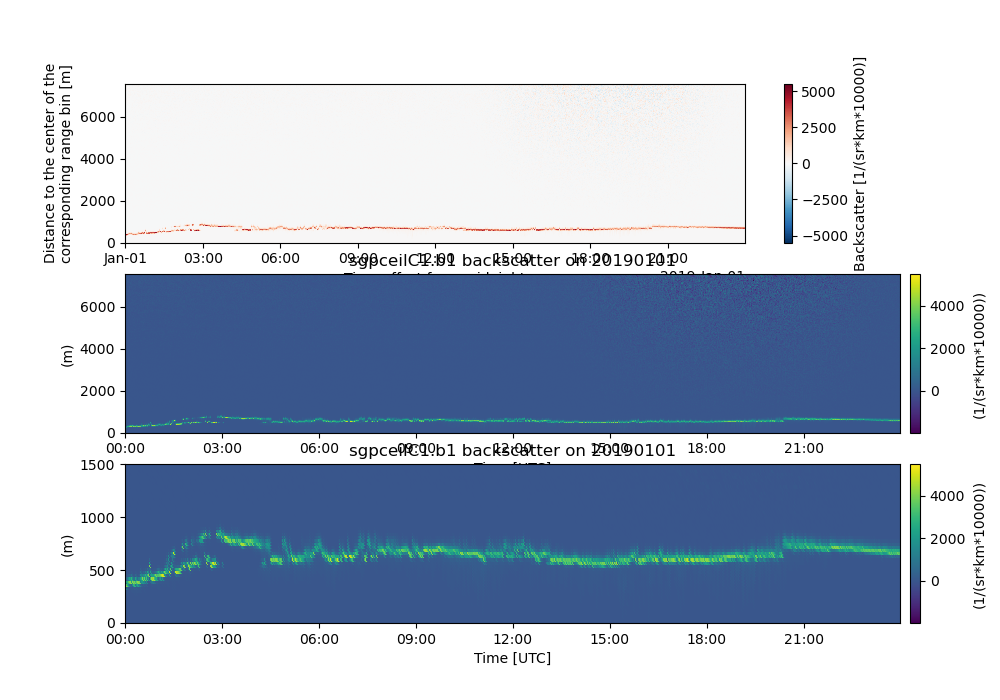 Distance to the center of the
corresponding range bin [m]
6000
4000
2000
0
Jan-01 03:00 06:00 09:00 12:00 15:00 18:00 21:00
5000
2500
0
−2500
−5000
Backscatter [1/(sr*km*10000)]
2019-Jan-01
sgpceilC1.b1 backscatter on 20190101
(m)
6000
4000
2000
0
00:00 03:00 06:00 09:00 12:00 15:00 18:00 21:00
4000
2000
0
(1/(sr*km*10000))
Time [UTC]
sgpceilC1.b1 backscatter on 20190101
(m)
1500
1000
500
0
00:00 03:00 06:00 09:00 12:00 15:00 18:00 21:00
Time [UTC]
4000
2000
0
(1/(sr*km*10000))